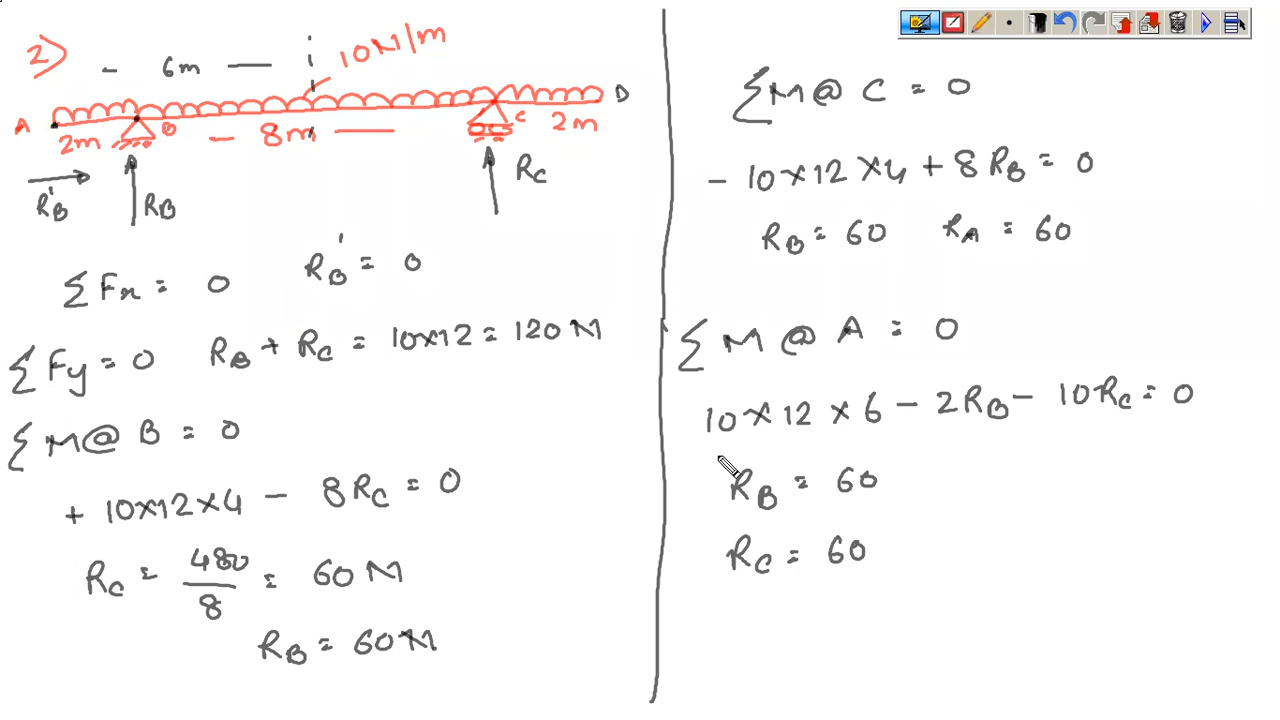 2)
- 6m —
10N/m
A
B
C
D
2m
- 8m —
2m
R'B
RB
RC
ΣFx = 0 R'B = 0
ΣFy = 0 RB + RC = 10×12 = 120 N
ΣM@ B = 0
+ 10×12×4 - 8RC = 0
RC = 480/8 = 60 N
RB = 60 N
ΣM@ C = 0
- 10×12×4 + 8RB = 0
RB = 60 RA = 60
ΣM @ A = 0
10×12×6 - 2RB - 10RC = 0
RB = 60
RC = 60